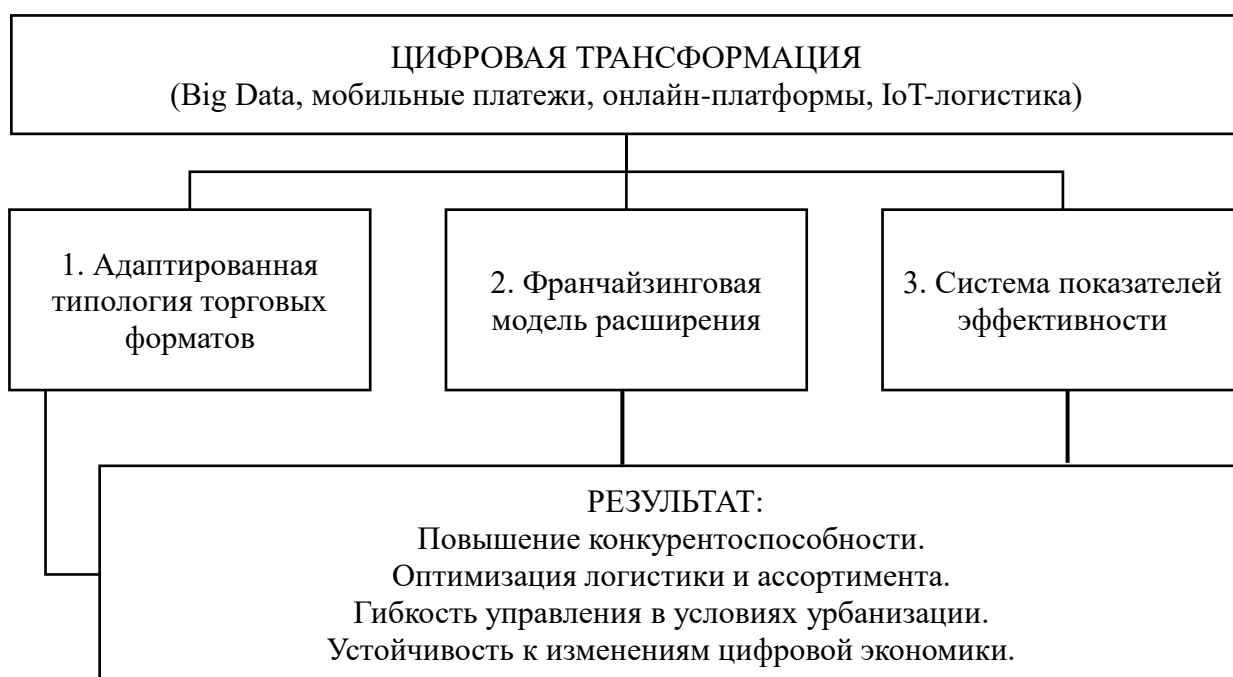 ЦИФРОВАЯ ТРАНСФОРМАЦИЯ
(Big Data, мобильные платежи, онлайн-платформы, IoT-логистика)
1. Адаптированная
типология торговых
форматов
2. Франчайзинговая
модель расширения
3. Система показателей
эффективности
РЕЗУЛЬТАТ:
Повышение конкурентоспособности.
Оптимизация логистики и ассортимента.
Гибкость управления в условиях урбанизации.
Устойчивость к изменениям цифровой экономики.